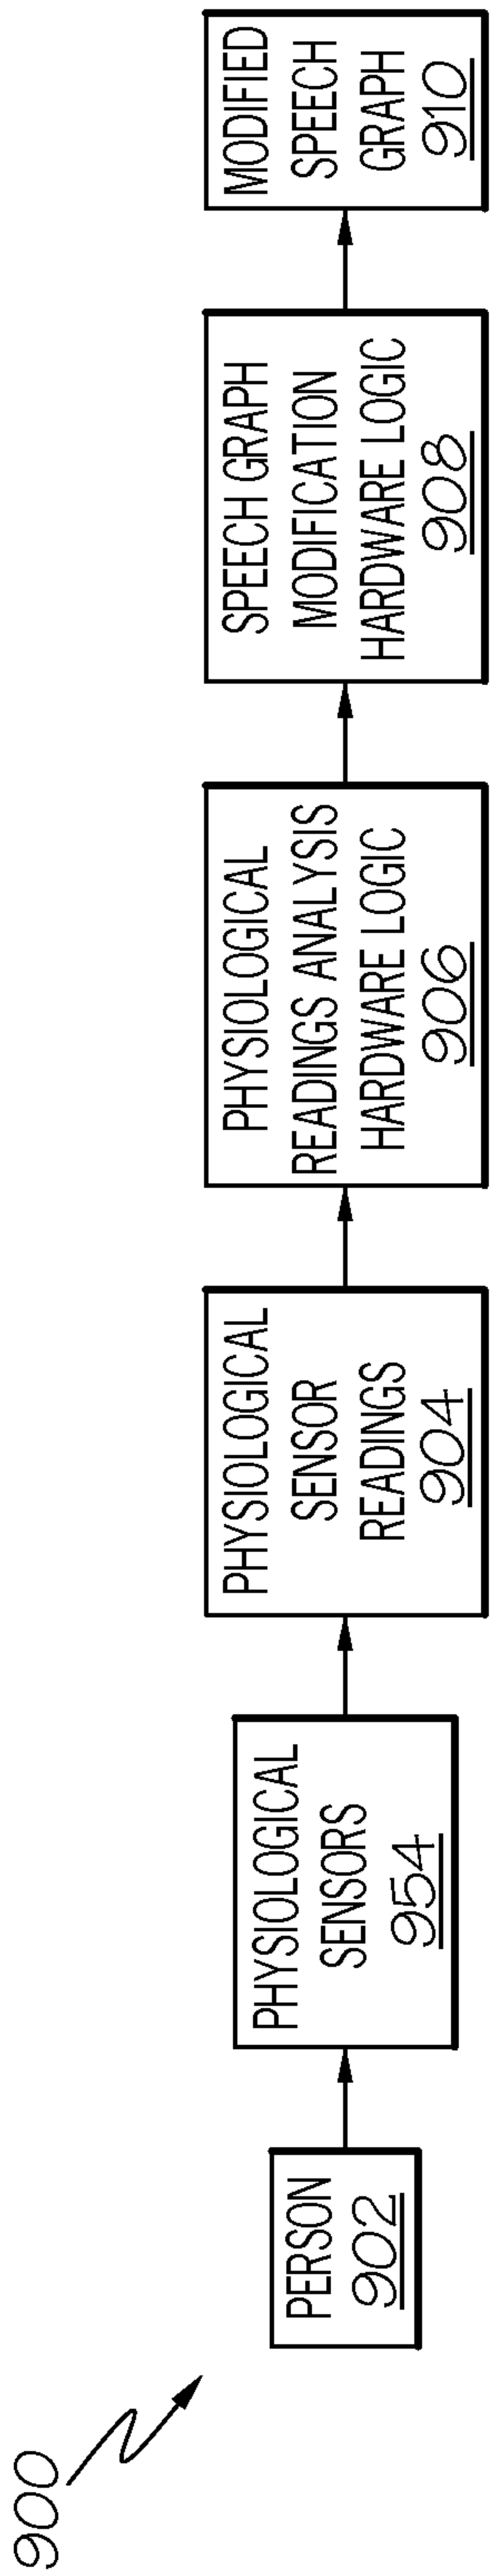 900
PERSON
902
PHYSIOLOGICAL
SENSORS
954
PHYSIOLOGICAL
SENSOR
READINGS
904
PHYSIOLOGICAL
READINGS ANALYSIS
HARDWARE LOGIC
906
SPEECH GRAPH
MODIFICATION
HARDWARE LOGIC
908
MODIFIED
SPEECH
GRAPH
910